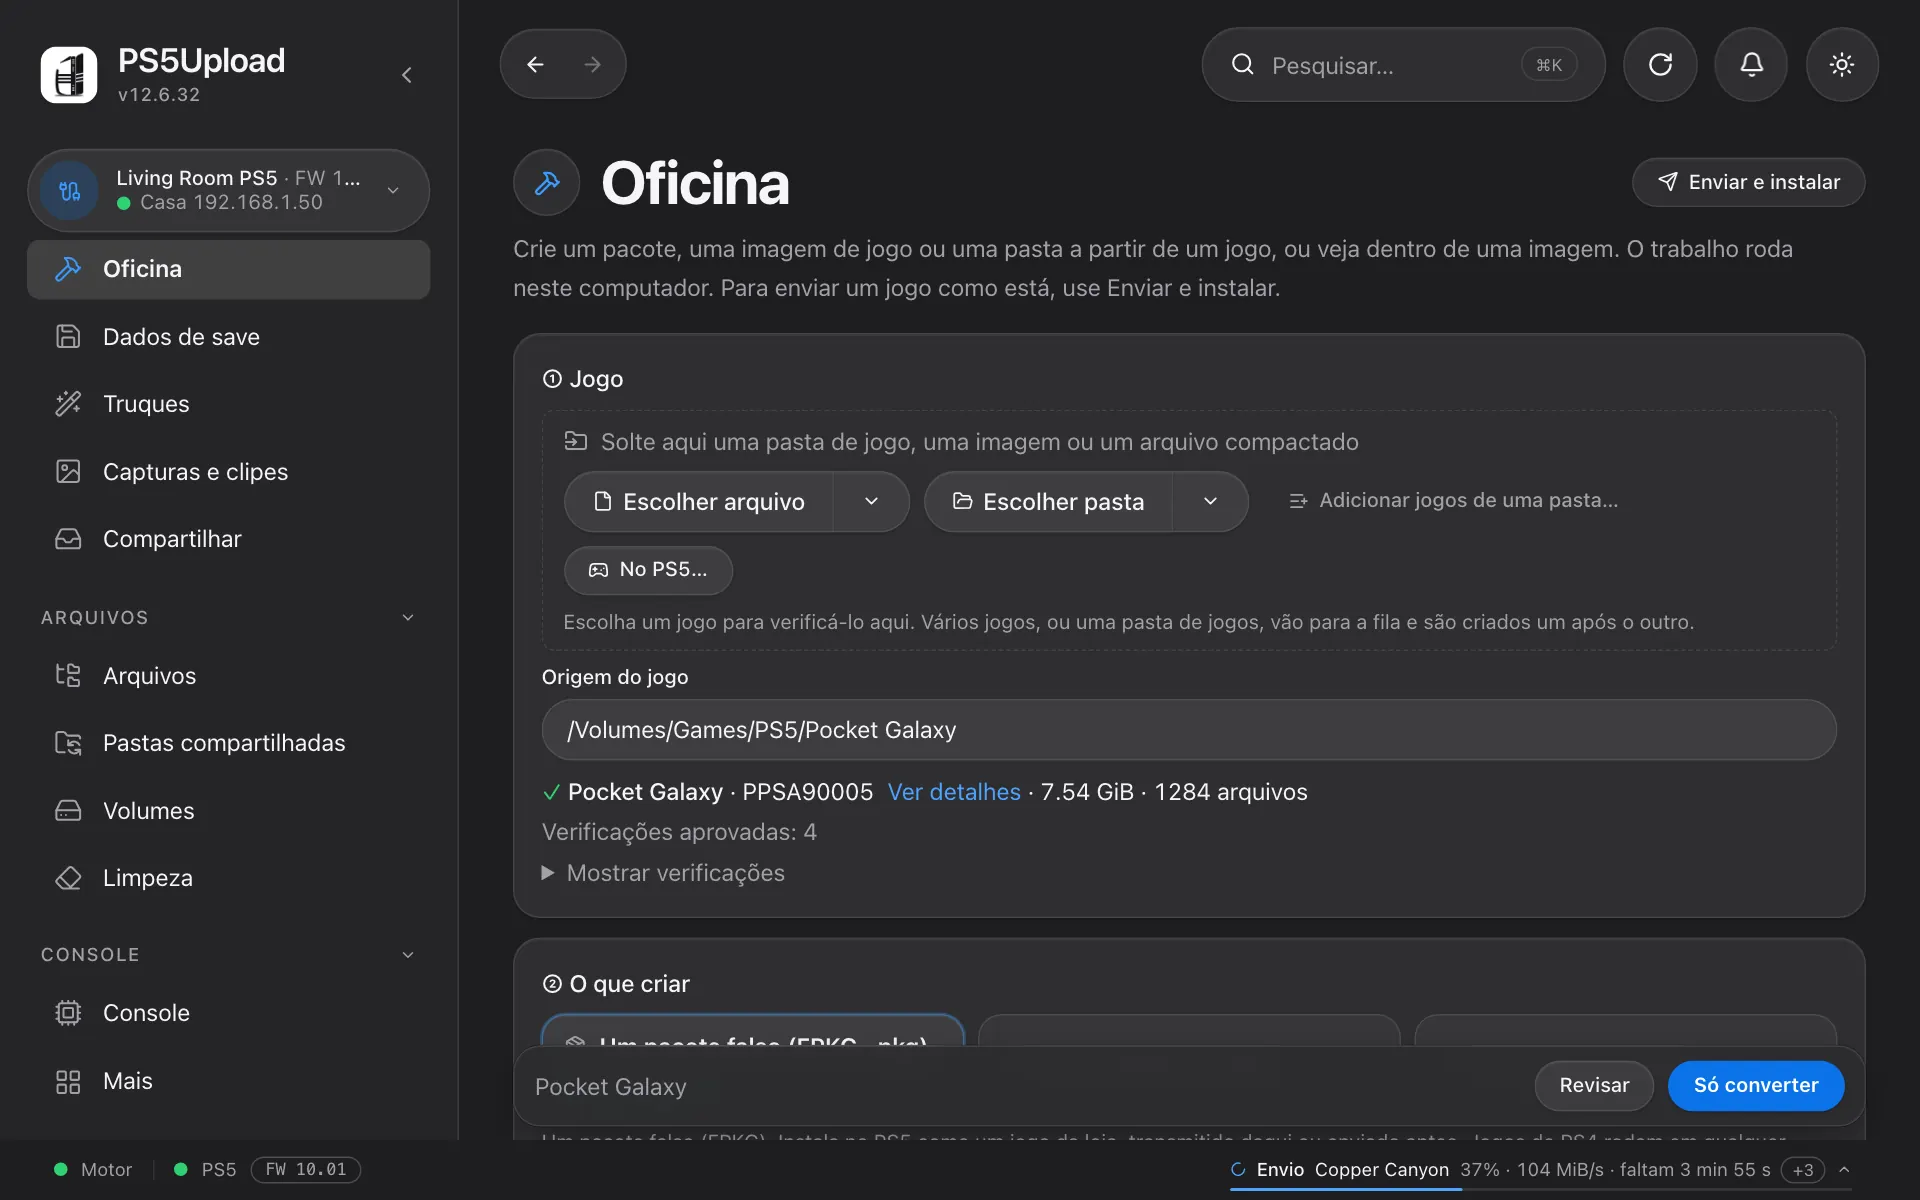 PS5Upload
v12.6.32
Living Room PS5 · FW 1...
Casa 192.168.1.50
Oficina
Dados de save
Truques
Capturas e clipes
Compartilhar
ARQUIVOS
Arquivos
Pastas compartilhadas
Volumes
Limpeza
CONSOLE
Console
Mais
Pesquisar...
⌘K
Oficina
Enviar e instalar
Crie um pacote, uma imagem de jogo ou uma pasta a partir de um jogo, ou veja dentro de uma imagem. O trabalho roda
neste computador. Para enviar um jogo como está, use Enviar e instalar.
① Jogo
Solte aqui uma pasta de jogo, uma imagem ou um arquivo compactado
Escolher arquivo
Escolher pasta
Adicionar jogos de uma pasta...
No PS5...
Escolha um jogo para verificá-lo aqui. Vários jogos, ou uma pasta de jogos, vão para a fila e são criados um após o outro.
Origem do jogo
/Volumes/Games/PS5/Pocket Galaxy
✓ Pocket Galaxy · PPSA90005 Ver detalhes · 7.54 GiB · 1284 arquivos
Verificações aprovadas: 4
▶ Mostrar verificações
② O que criar
Um pacote falso (FPKG, .pkg)
Pocket Galaxy
Revisar
Só converter
Motor
PS5
FW 10.01
Envio Copper Canyon 37% · 104 MiB/s · faltam 3 min 55 s
+3